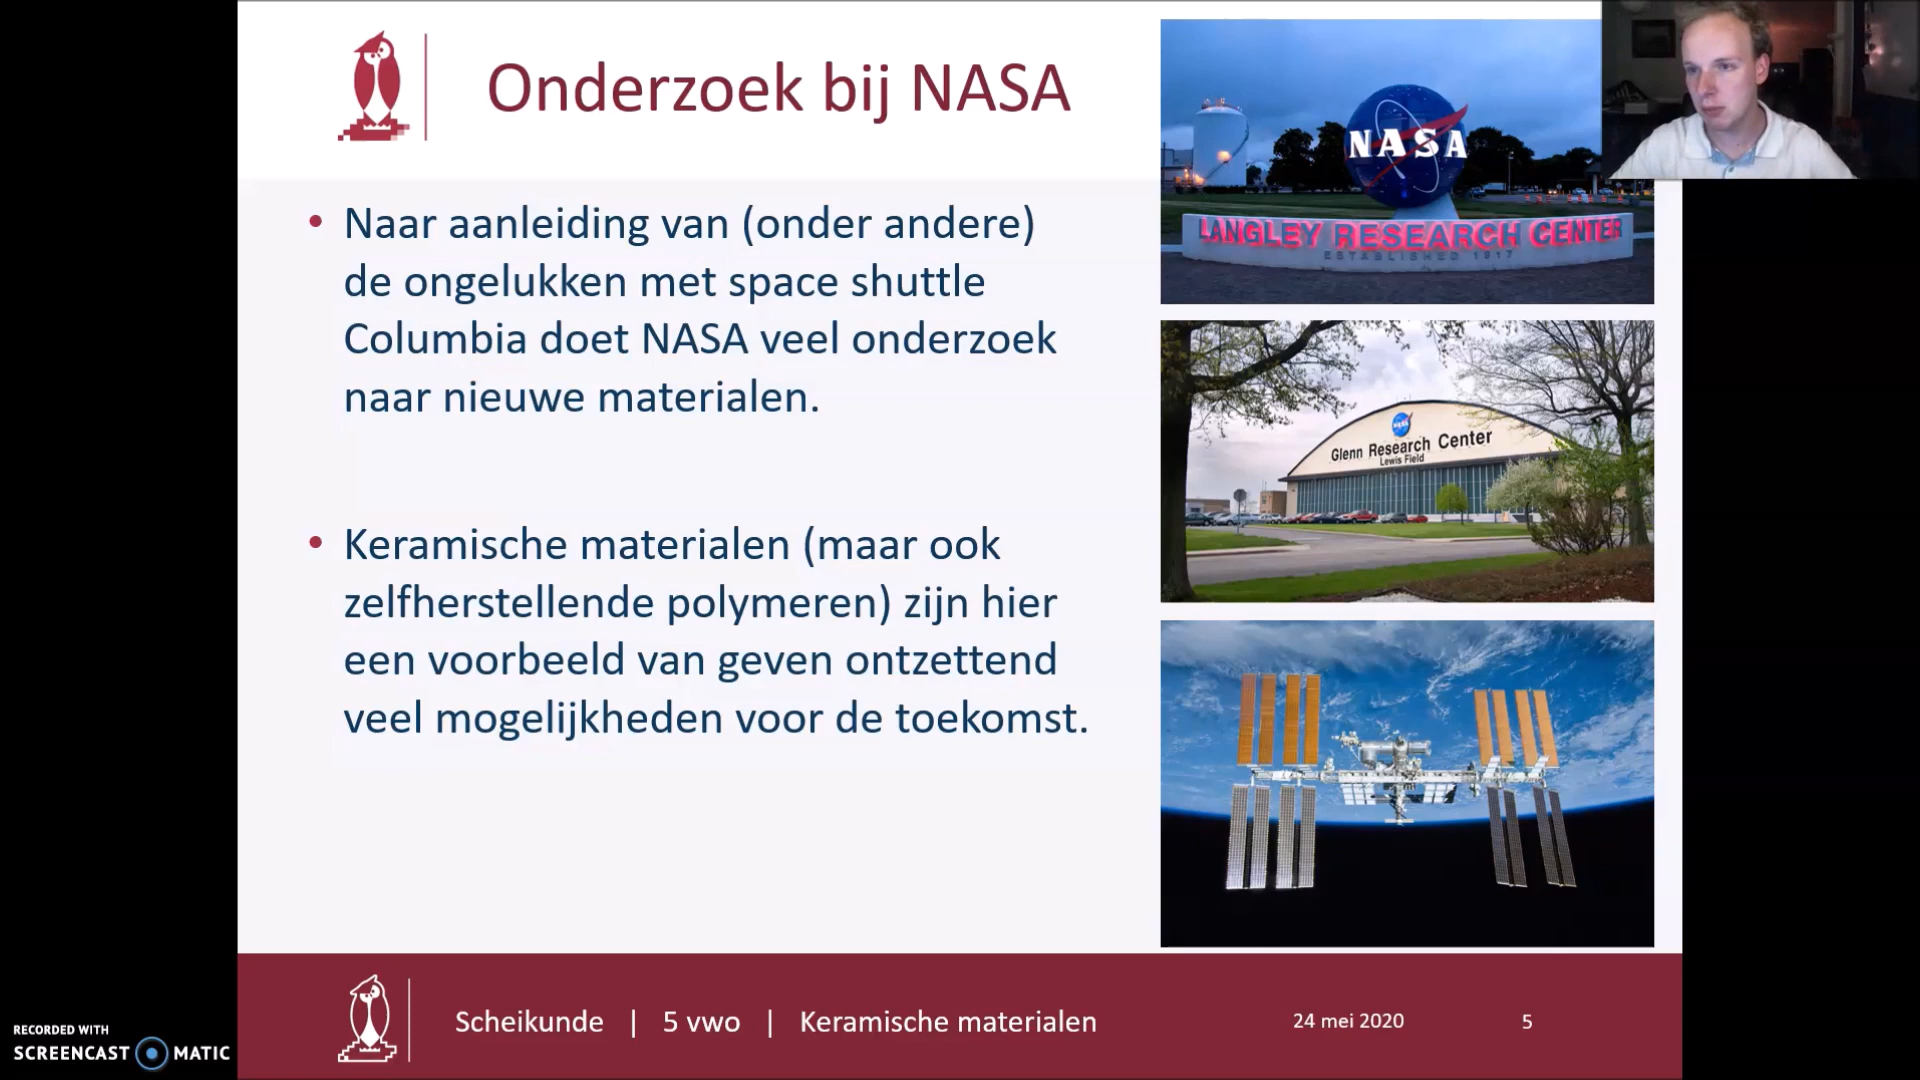 Onderzoek bij NASA
• Naar aanleiding van (onder andere)
de ongelukken met space shuttle
Columbia doet NASA veel onderzoek
naar nieuwe materialen.
• Keramische materialen (maar ook
zelfherstellende polymeren) zijn hier
een voorbeeld van geven ontzettend
veel mogelijkheden voor de toekomst.
NASA
LANGLEY RESEARCH CENTER
ESTABLISHED 1917
NASA
Glenn Research Center
Lewis Field
Scheikunde | 5 vwo | Keramische materialen
24 mei 2020
5
RECORDED WITH
SCREENCAST MATIC